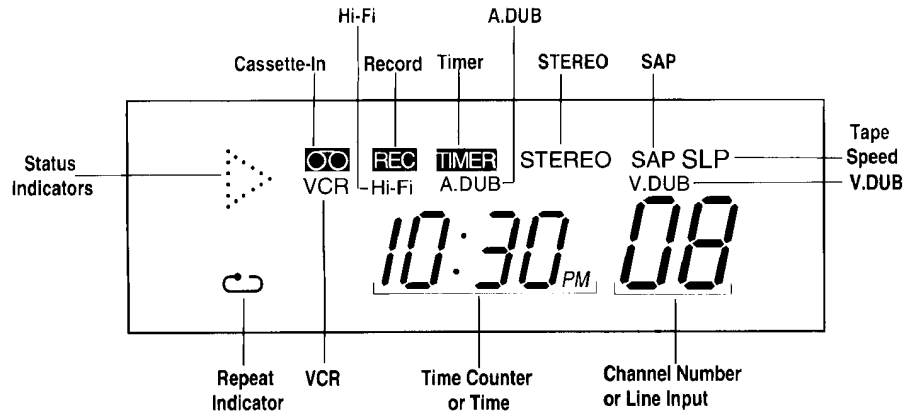 Hi-Fi A.DUB
Cassette-In Record Timer STEREO SAP
Status Indicators
REC TIMER STEREO SAP SLP
Tape Speed
VCR Hi-Fi A.DUB V.DUB
V.DUB
10:30 PM 08
Repeat Indicator
VCR
Time Counter or Time
Channel Number or Line Input